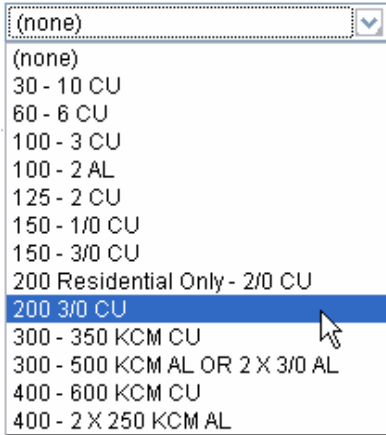 (none)
(none)
30 - 10 CU
60 - 6 CU
100 - 3 CU
100 - 2 AL
125 - 2 CU
150 - 1/0 CU
150 - 3/0 CU
200 Residential Only - 2/0 CU
200 3/0 CU
300 - 350 KCM CU
300 - 500 KCM AL OR 2 X 3/0 AL
400 - 600 KCM CU
400 - 2 X 250 KCM AL